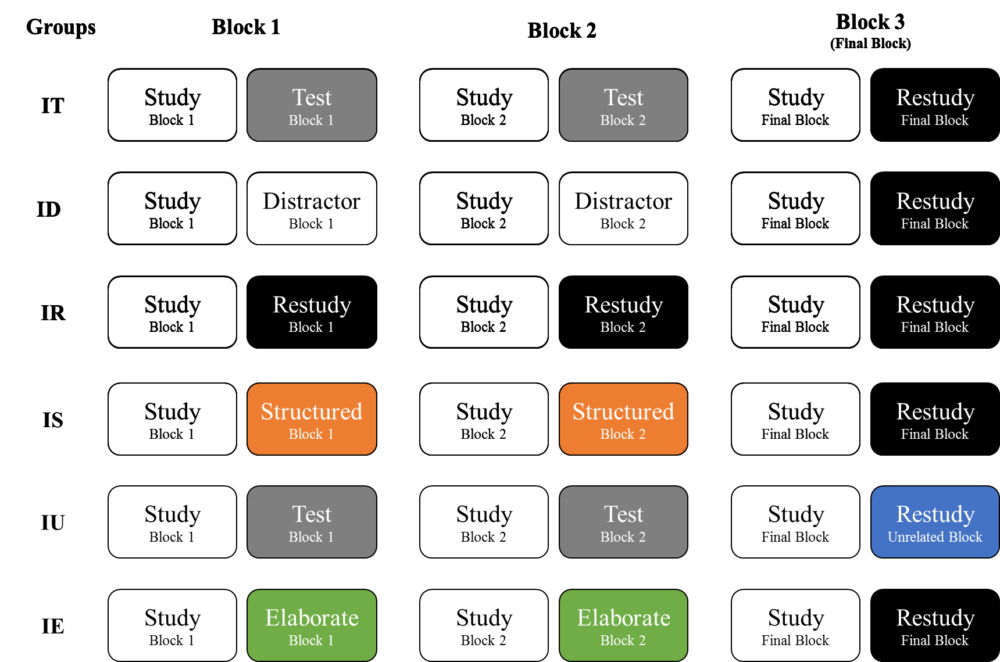 Groups Block 1 Block 2 Block 3
(Final Block)
IT Study Test Study Test Study Restudy
Block 1 Block 1 Block 2 Block 2 Final Block Final Block
ID Study Distractor Study Distractor Study Restudy
Block 1 Block 1 Block 2 Block 2 Final Block Final Block
IR Study Restudy Study Restudy Study Restudy
Block 1 Block 1 Block 2 Block 2 Final Block Final Block
IS Study Structured Study Structured Study Restudy
Block 1 Block 1 Block 2 Block 2 Final Block Final Block
IU Study Test Study Test Study Restudy
Block 1 Block 1 Block 2 Block 2 Final Block Unrelated Block
IE Study Elaborate Study Elaborate Study Restudy
Block 1 Block 1 Block 2 Block 2 Final Block Final Block